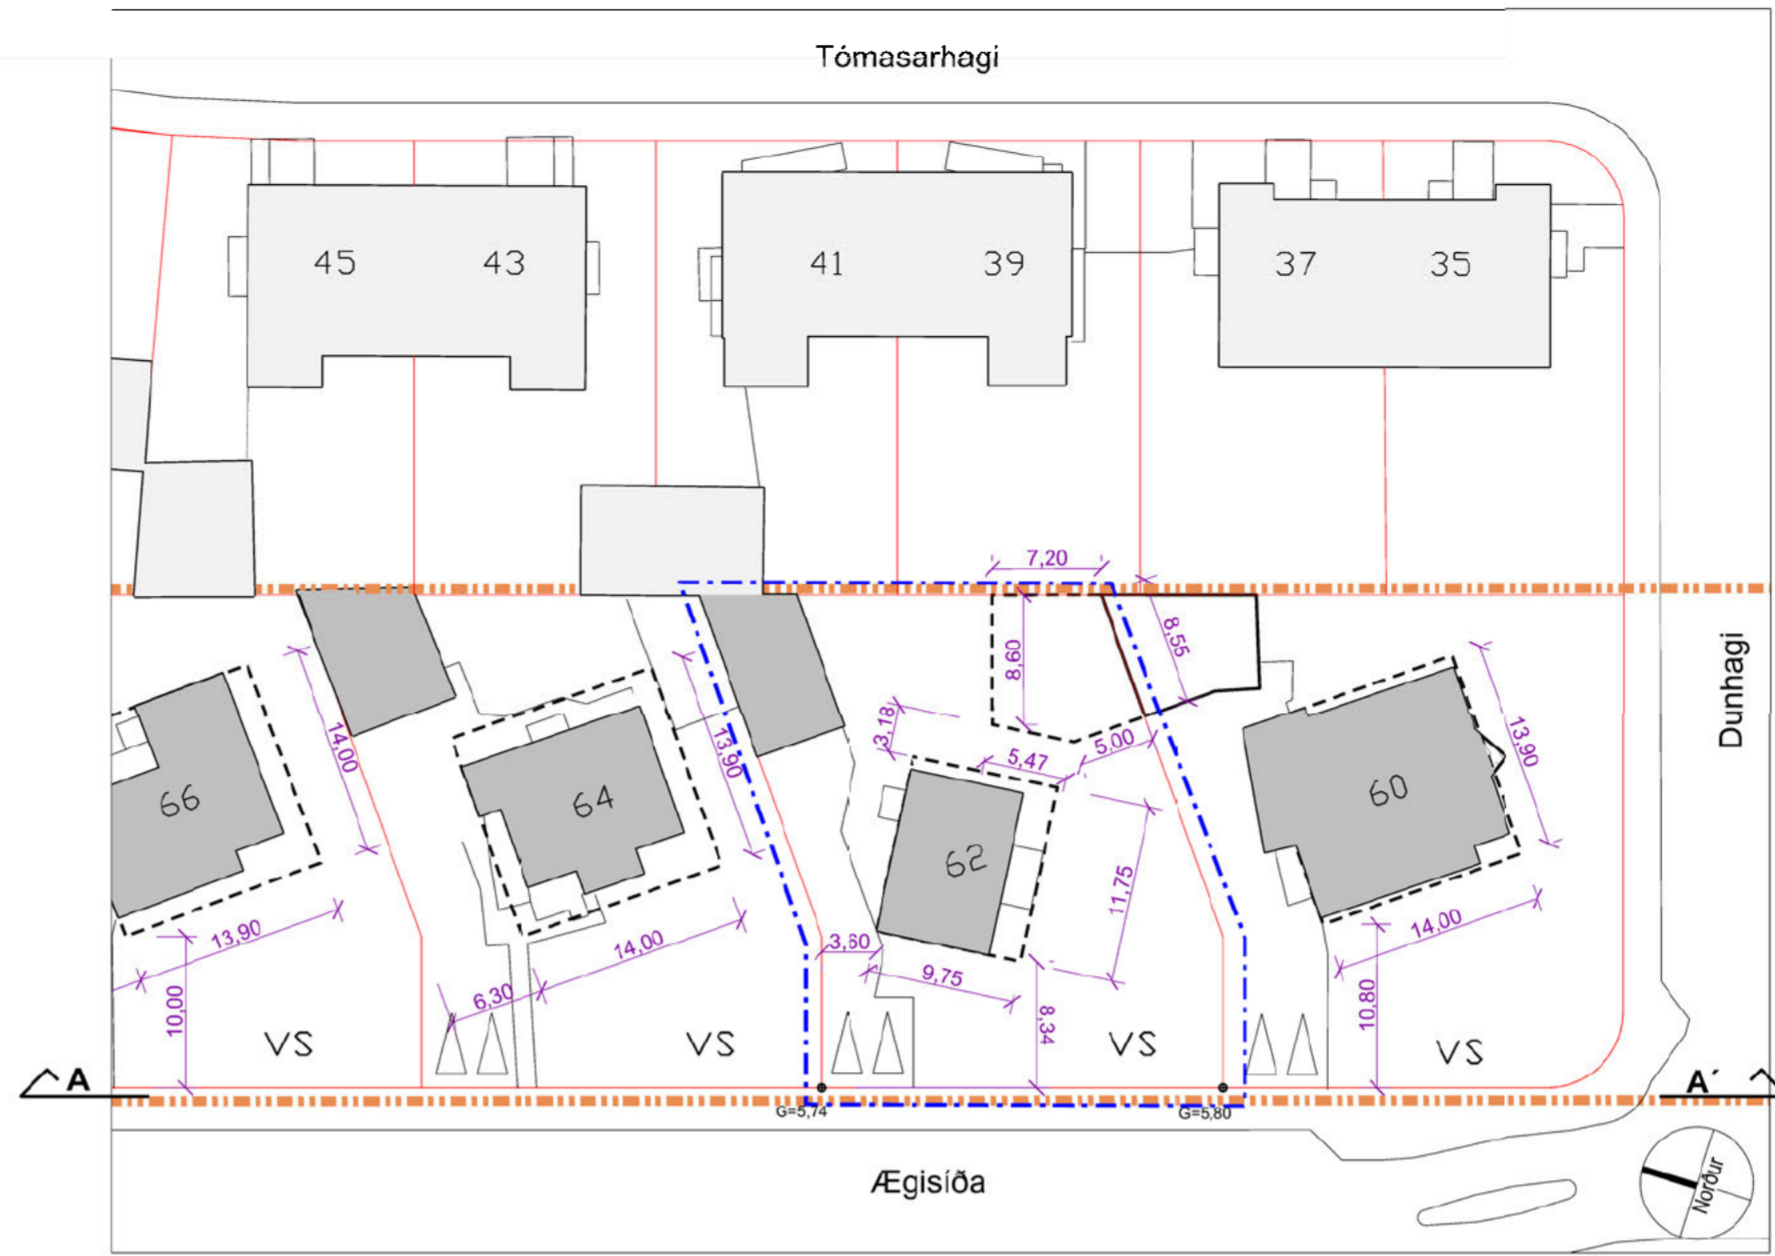 Tómasarhagi
45
43
41
39
37
35
7,20
8,60
8,55
3,18
5,47
5,00
13,90
14,00
13,90
Dunhagi
66
64
62
60
11,75
13,90
14,00
3,60
9,75
14,00
10,00
6,30
8,34
10,80
VS
VS
VS
VS
A
A´
G=5,74
G=5,80
Ægisíða
Norður